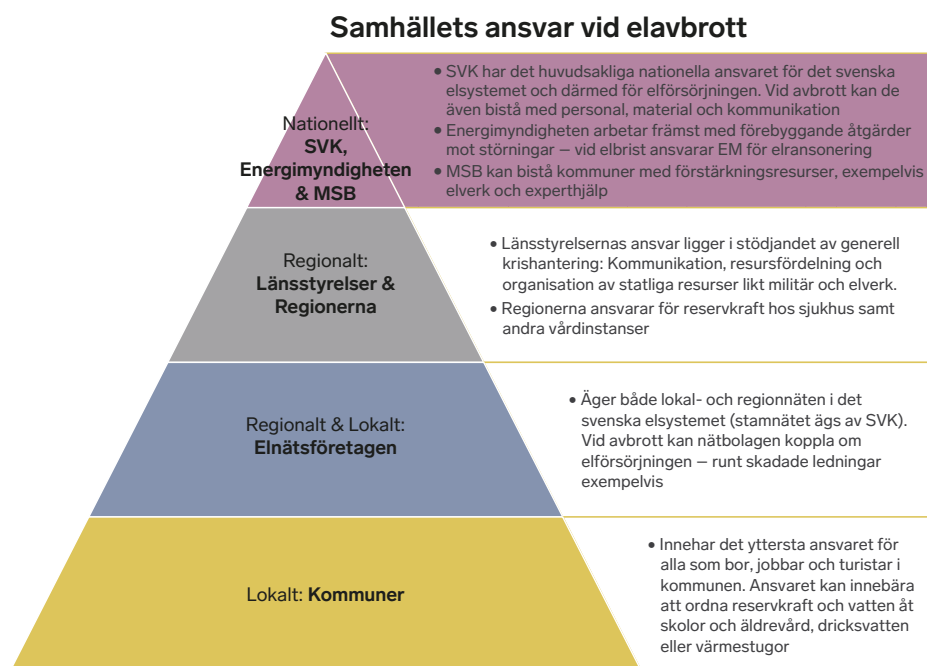 Samhällets ansvar vid elavbrott
Nationellt:
SVK,
Energimyndigheten
& MSB
• SVK har det huvudsakliga nationella ansvaret för det svenska
elsystemet och därmed för elförsörjningen. Vid avbrott kan de
även bistå med personal, material och kommunikation
• Energimyndigheten arbetar främst med förebyggande åtgärder
mot störningar – vid elbrist ansvarar EM för elransonering
• MSB kan bistå kommuner med förstärkningsresurser, exempelvis
elverk och experthjälp
Regionalt:
Länsstyrelser &
Regionerna
• Länsstyrelsernas ansvar ligger i stödjandet av generell
krishantering: Kommunikation, resursfördelning och
organisation av statliga resurser likt militär och elverk.
• Regionerna ansvarar för reservkraft hos sjukhus samt
andra vårdinstanser
Regionalt & Lokalt:
Elnätsföretagen
• Äger både lokal- och regionnäten i det
svenska elsystemet (stamnätet ägs av SVK).
Vid avbrott kan nätbolagen koppla om
elförsörjningen – runt skadade ledningar
exempelvis
Lokalt: Kommuner
• Innehar det yttersta ansvaret för
alla som bor, jobbar och turistar i
kommunen. Ansvaret kan innebära
att ordna reservkraft och vatten åt
skolor och äldrevård, dricksvatten
eller värmestugor